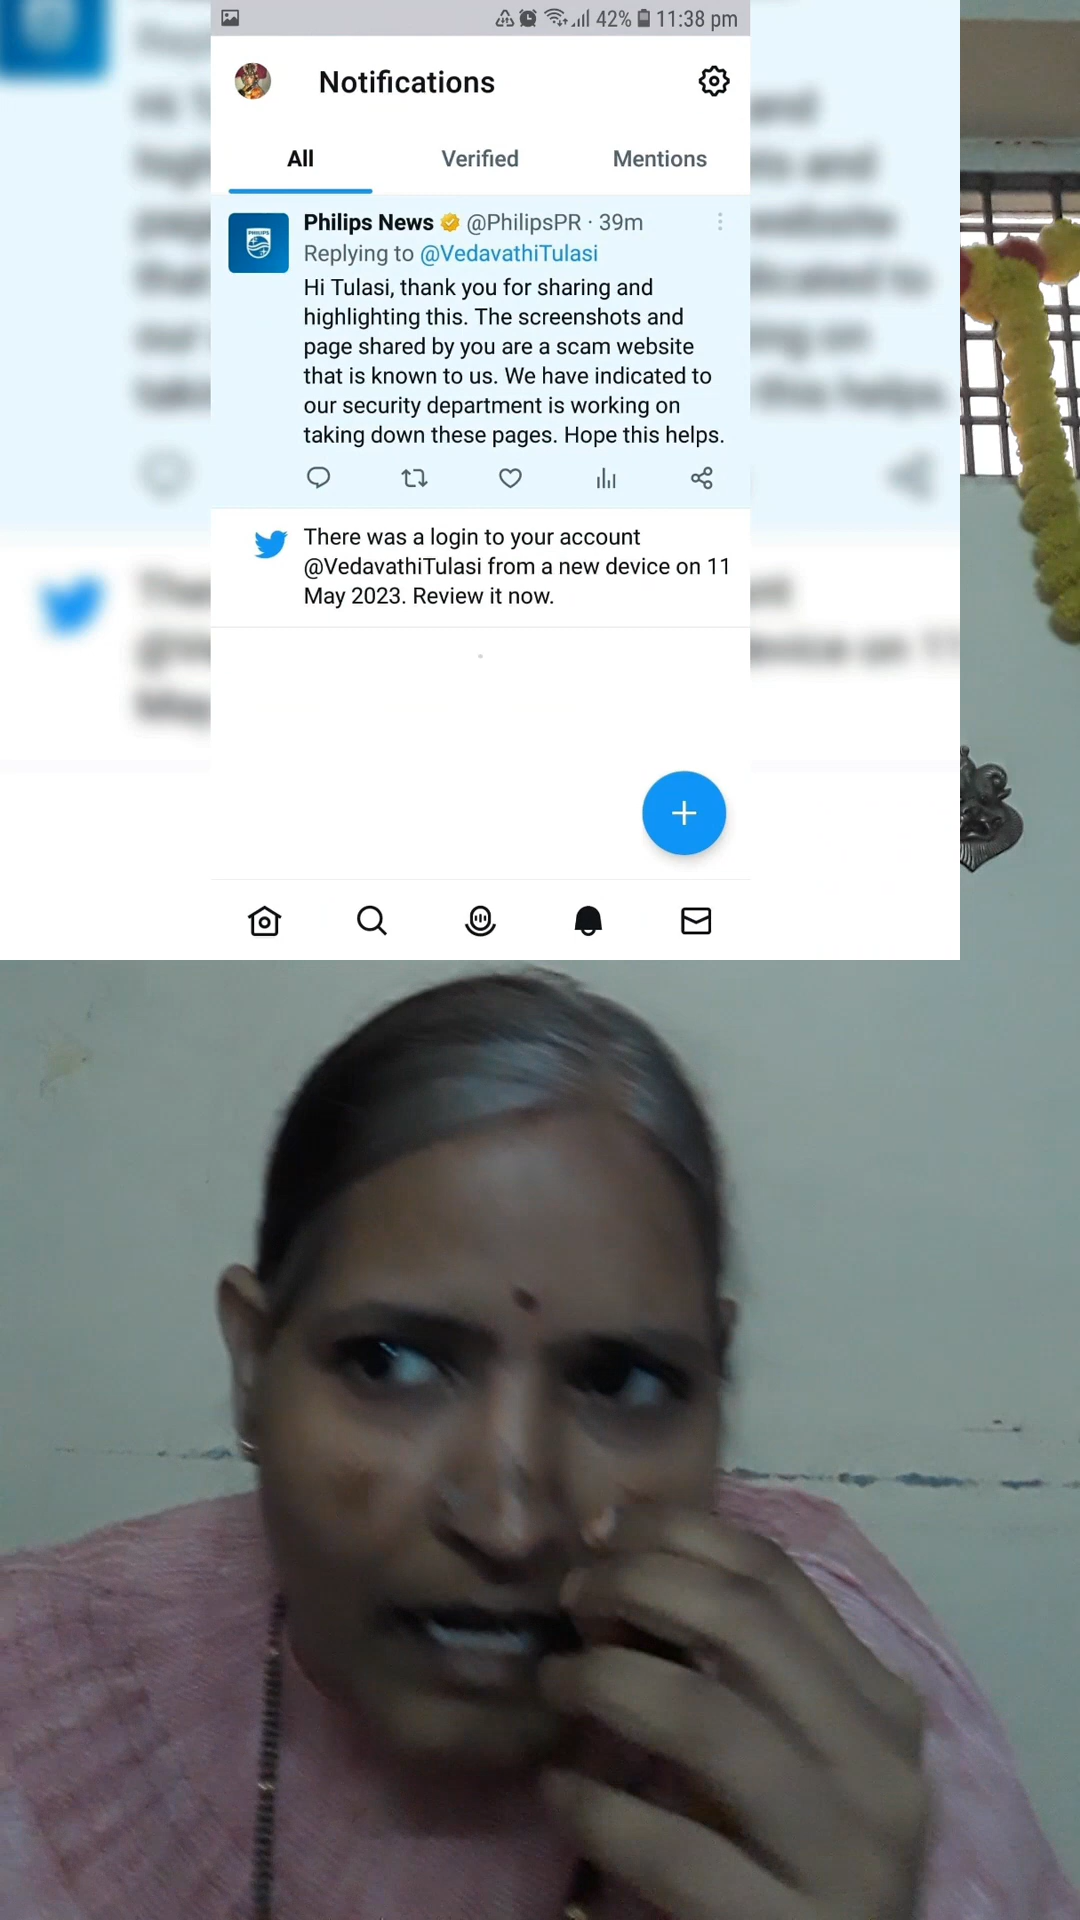 42% 11:38 pm
Notifications
All Verified Mentions
Philips News @PhilipsPR · 39m
Replying to @VedavathiTulasi
Hi Tulasi, thank you for sharing and
highlighting this. The screenshots and
page shared by you are a scam website
that is known to us. We have indicated to
our security department is working on
taking down these pages. Hope this helps.
There was a login to your account
@VedavathiTulasi from a new device on 11
May 2023. Review it now.
PHILIPS